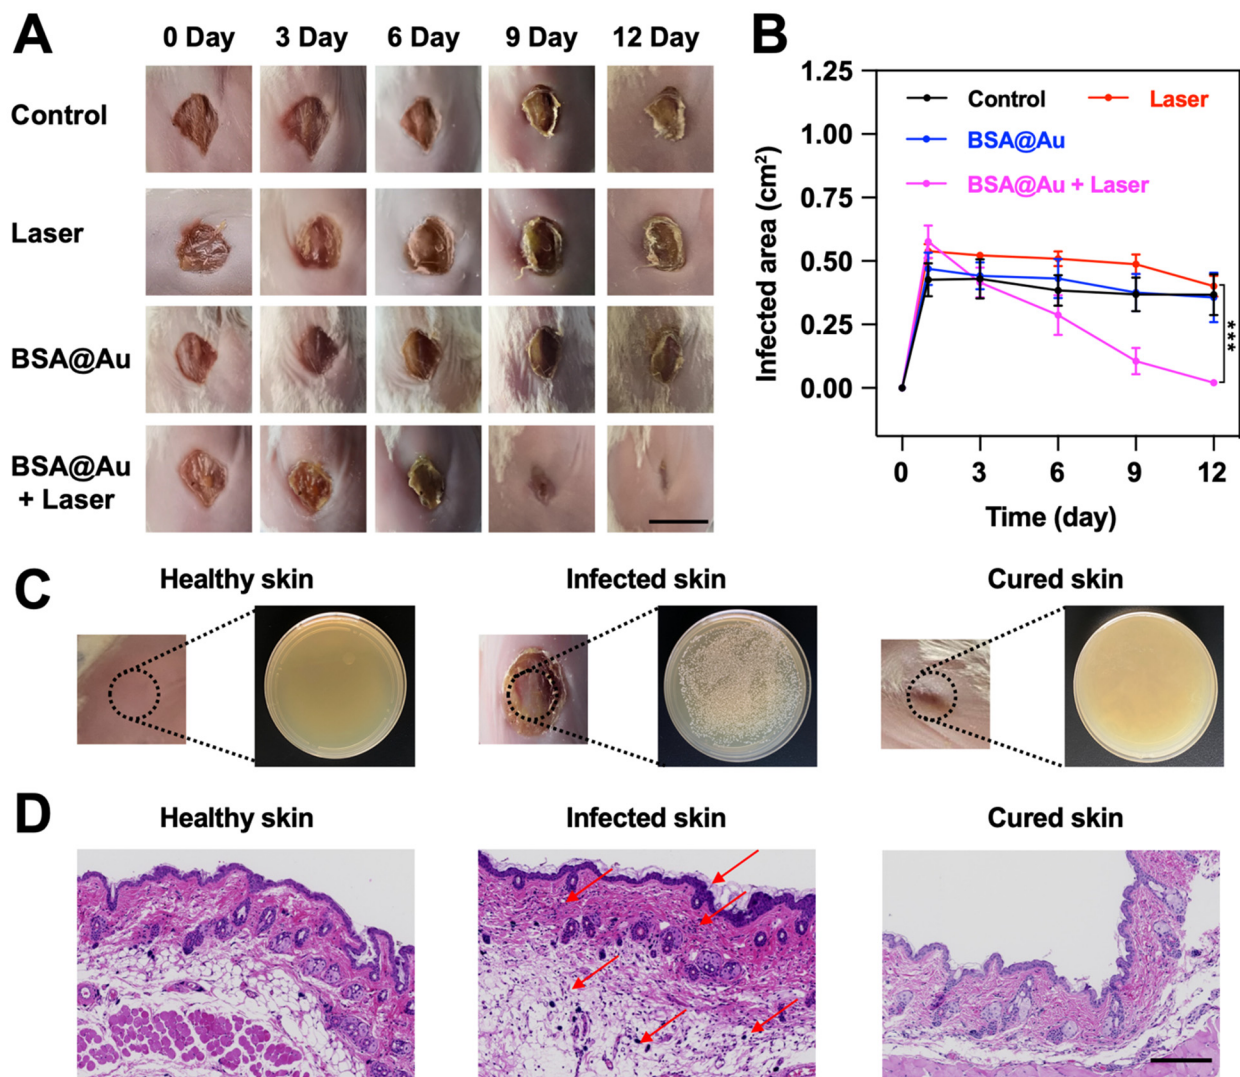 A
0 Day 3 Day 6 Day 9 Day 12 Day
Control
Laser
BSA@Au
BSA@Au
+ Laser
B
1.25
1.00
0.75
0.50
0.25
0.00
Infected area (cm²)
Control Laser
BSA@Au
BSA@Au + Laser
***
0 3 6 9 12
Time (day)
C
Healthy skin Infected skin Cured skin
D
Healthy skin Infected skin Cured skin